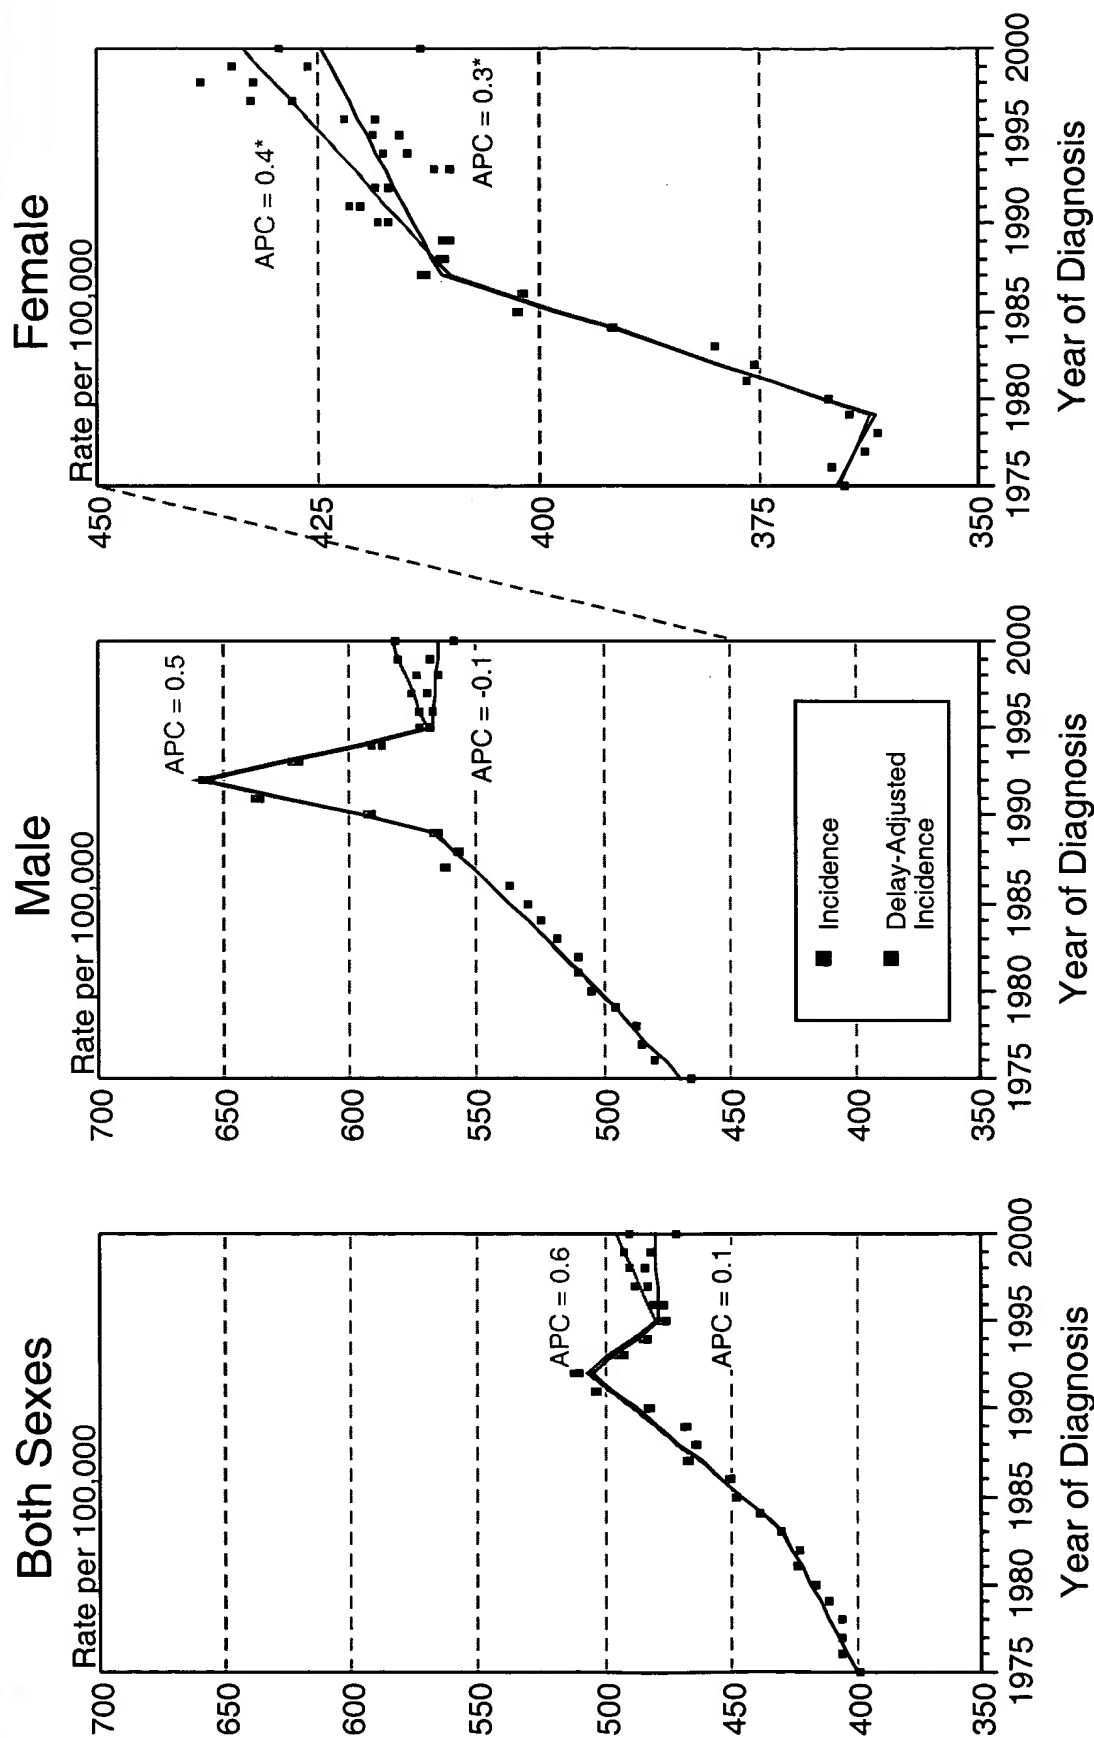 Both Sexes
Rate per 100,000
700
650
600
550
500
450
400
350
APC = 0.6
APC = 0.1
1975 1980 1985 1990 1995 2000
Year of Diagnosis
Male
Rate per 100,000
700
650
600
550
500
450
400
350
APC = 0.5
APC = -0.1
Incidence
Delay-Adjusted
Incidence
1975 1980 1985 1990 1995 2000
Year of Diagnosis
Female
Rate per 100,000
450
425
400
375
350
APC = 0.4*
APC = 0.3*
1975 1980 1985 1990 1995 2000
Year of Diagnosis